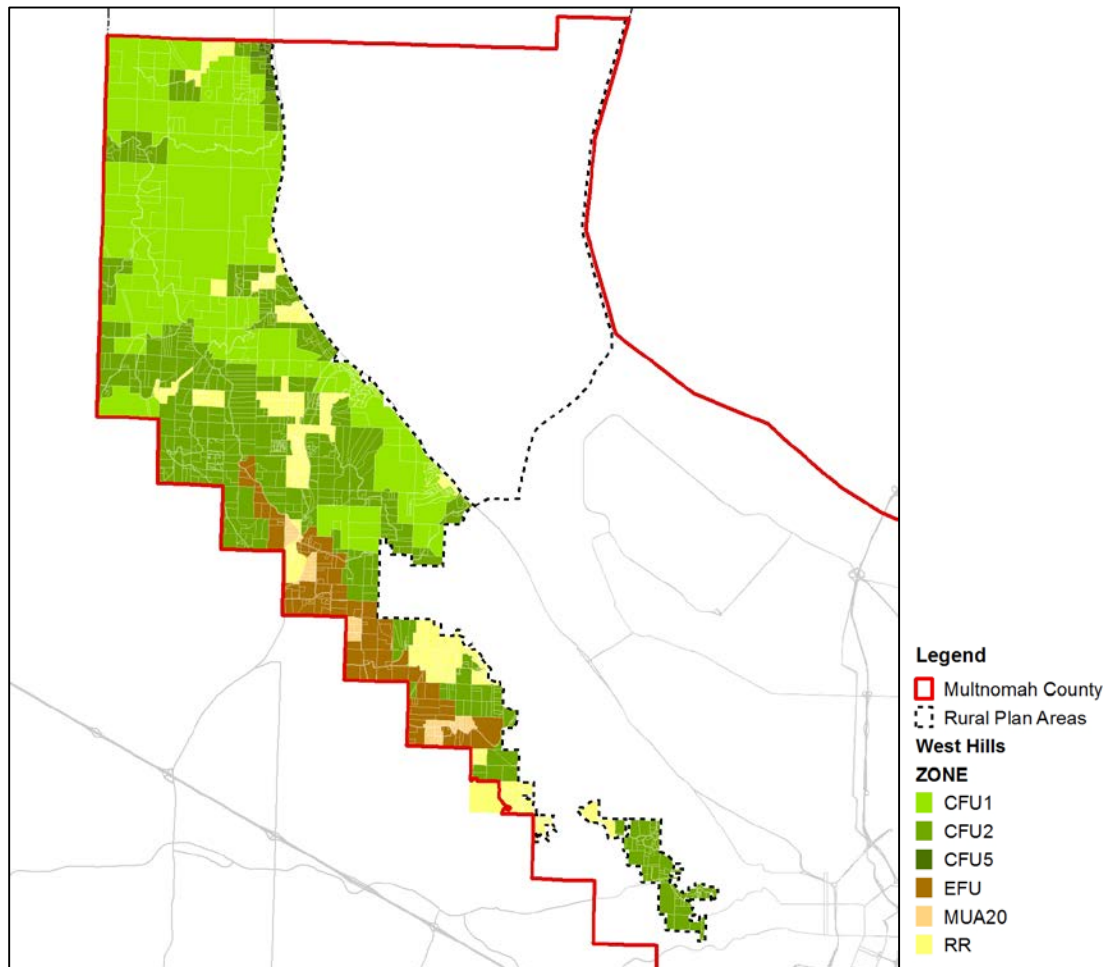 Legend
Multnomah County
Rural Plan Areas
West Hills
ZONE
CFU1
CFU2
CFU5
EFU
MUA20
RR